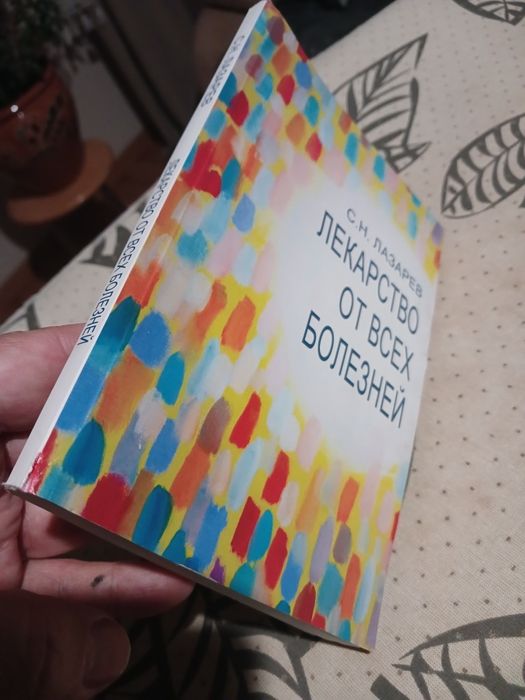 С.Н. ЛАЗАРЕВ
ЛЕКАРСТВО ОТ ВСЕХ БОЛЕЗНЕЙ
С.Н. ЛАЗАРЕВ
ЛЕКАРСТВО
ОТ ВСЕХ
БОЛЕЗНЕЙ